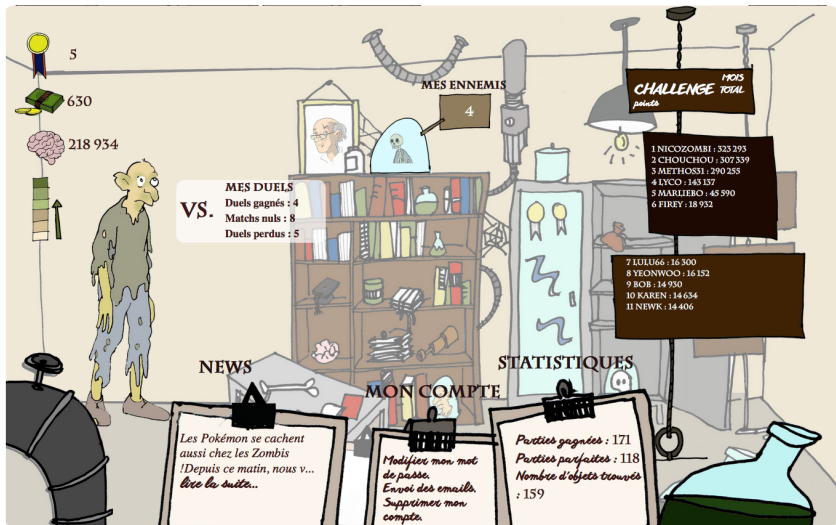 5
630
218 934
MES ENNEMIS
4
VS.
MES DUELS
Duels gagnés : 4
Matchs nuls : 8
Duels perdus : 5
CHALLENGE
MOIS
TOTAL
points
1 NICOZOMBI : 323 293
2 CHOUCHOU : 307 339
3 METHOS31 : 290 255
4 LYCO : 143 137
5 MARLIEBO : 45 590
6 FIREY : 18 932
7 LULU66 : 16 300
8 YEONWOO : 16 152
9 BOB : 14 930
10 KAREN : 14 634
11 NEWK : 14 406
NEWS
Les Pokémon se cachent
aussi chez les Zombis
!Depuis ce matin, nous v...
lire la suite...
MON COMPTE
Modifier mon mot
de passe.
Envoi des emails.
Supprimer mon
compte.
STATISTIQUES
Parties gagnées : 171
Parties parfaites : 118
Nombre d'objets trouvés
: 159